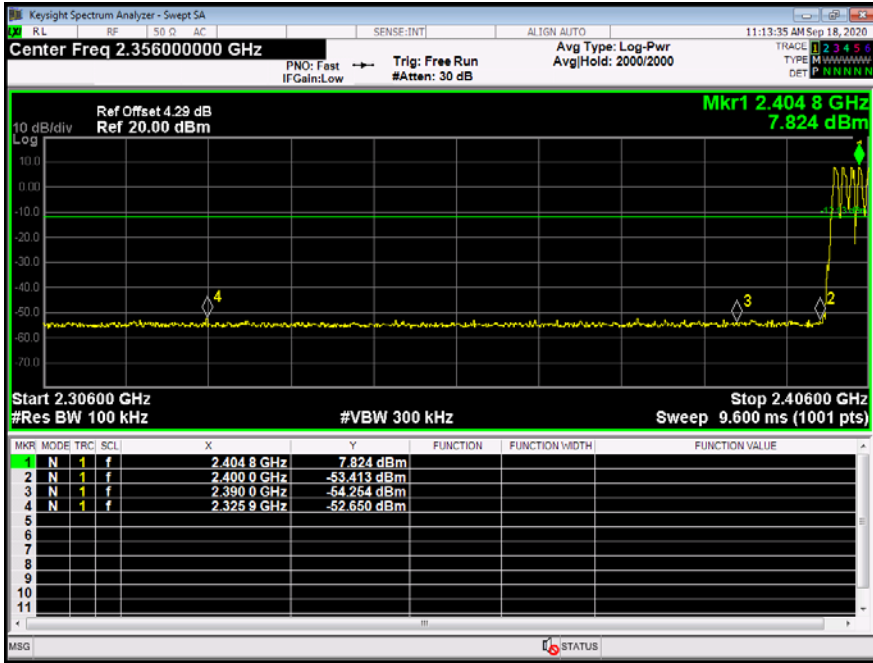 Keysight Spectrum Analyzer - Swept SA
RL RF 50 Ω AC SENSE:INT ALIGN AUTO 11:13:35 AM Sep 18, 2020
Center Freq 2.356000000 GHz
PNO: Fast
IFGain:Low
Trig: Free Run
#Atten: 30 dB
Avg Type: Log-Pwr
Avg|Hold: 2000/2000
TRACE 1 2 3 4 5 6
TYPE M WWWWW
DET P N N N N N
Ref Offset 4.29 dB
10 dB/div Ref 20.00 dBm
Log
Mkr1 2.404 8 GHz
7.824 dBm
10.0
0.00
-10.0
-20.0
-30.0
-40.0
-50.0
-60.0
-70.0
1
4
3
2
Start 2.30600 GHz Stop 2.40600 GHz
#Res BW 100 kHz #VBW 300 kHz Sweep 9.600 ms (1001 pts)
MKR MODE TRC SCL X Y FUNCTION FUNCTION WIDTH FUNCTION VALUE
1 N 1 f 2.404 8 GHz 7.824 dBm
2 N 1 f 2.400 0 GHz -53.413 dBm
3 N 1 f 2.390 0 GHz -54.254 dBm
4 N 1 f 2.325 9 GHz -52.650 dBm
5
6
7
8
9
10
11
MSG STATUS